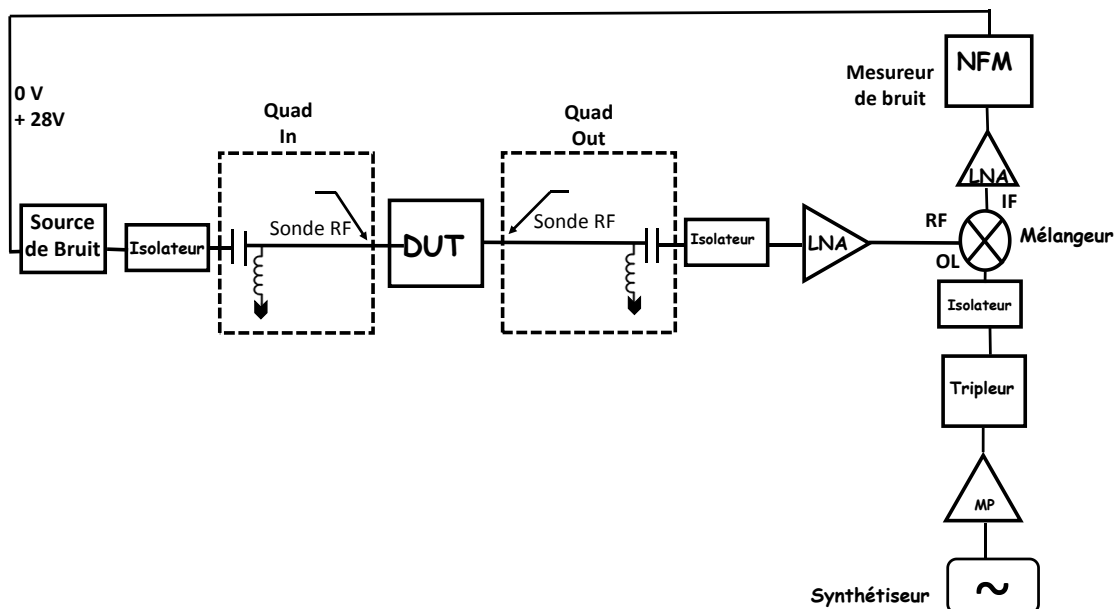 NFM
Mesureur
de bruit
0 V
+ 28V
Quad
In
Quad
Out
LNA
IF
Source
de Bruit
Isolateur
Sonde RF
DUT
Sonde RF
Isolateur
LNA
RF
OL
Mélangeur
Isolateur
Tripleur
MP
Synthétiseur
~